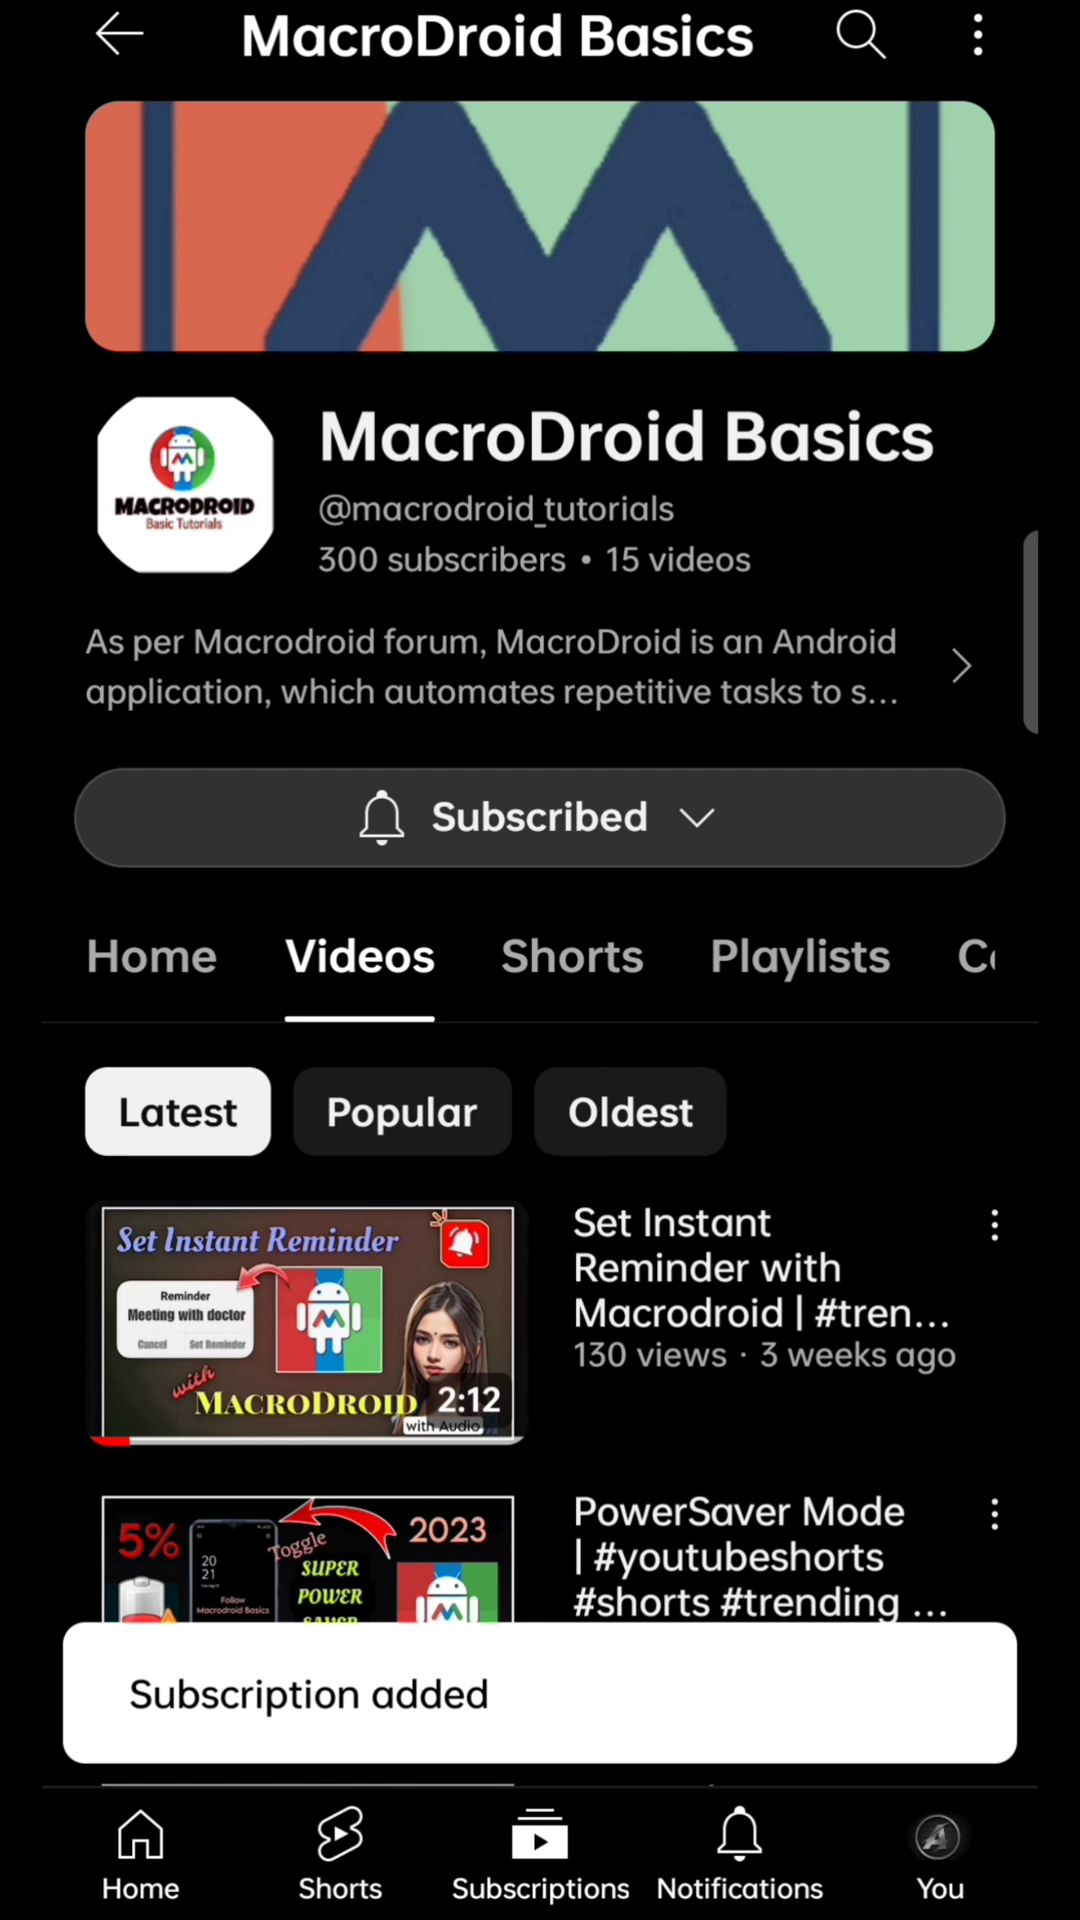 MacroDroid Basics
MACRODROID
Basic Tutorials
MacroDroid Basics
@macrodroid_tutorials
300 subscribers • 15 videos
As per Macrodroid forum, MacroDroid is an Android
application, which automates repetitive tasks to s...
Subscribed
Home Videos Shorts Playlists Co
Latest Popular Oldest
Set Instant Reminder
Reminder
Meeting with doctor
Cancel Set Reminder
with
MACRODROID
2:12
with Audio
Set Instant
Reminder with
Macrodroid | #tren...
130 views · 3 weeks ago
5%
20
21
Follow
Macrodroid Basics
Toggle
SUPER
POWER
SAVER
2023
PowerSaver Mode
| #youtubeshorts
#shorts #trending ...
Subscription added
Home Shorts Subscriptions Notifications You